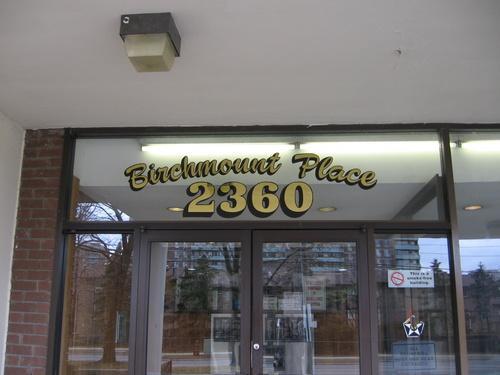 Birchmount Place
2360
This is a
smoke-free
building.